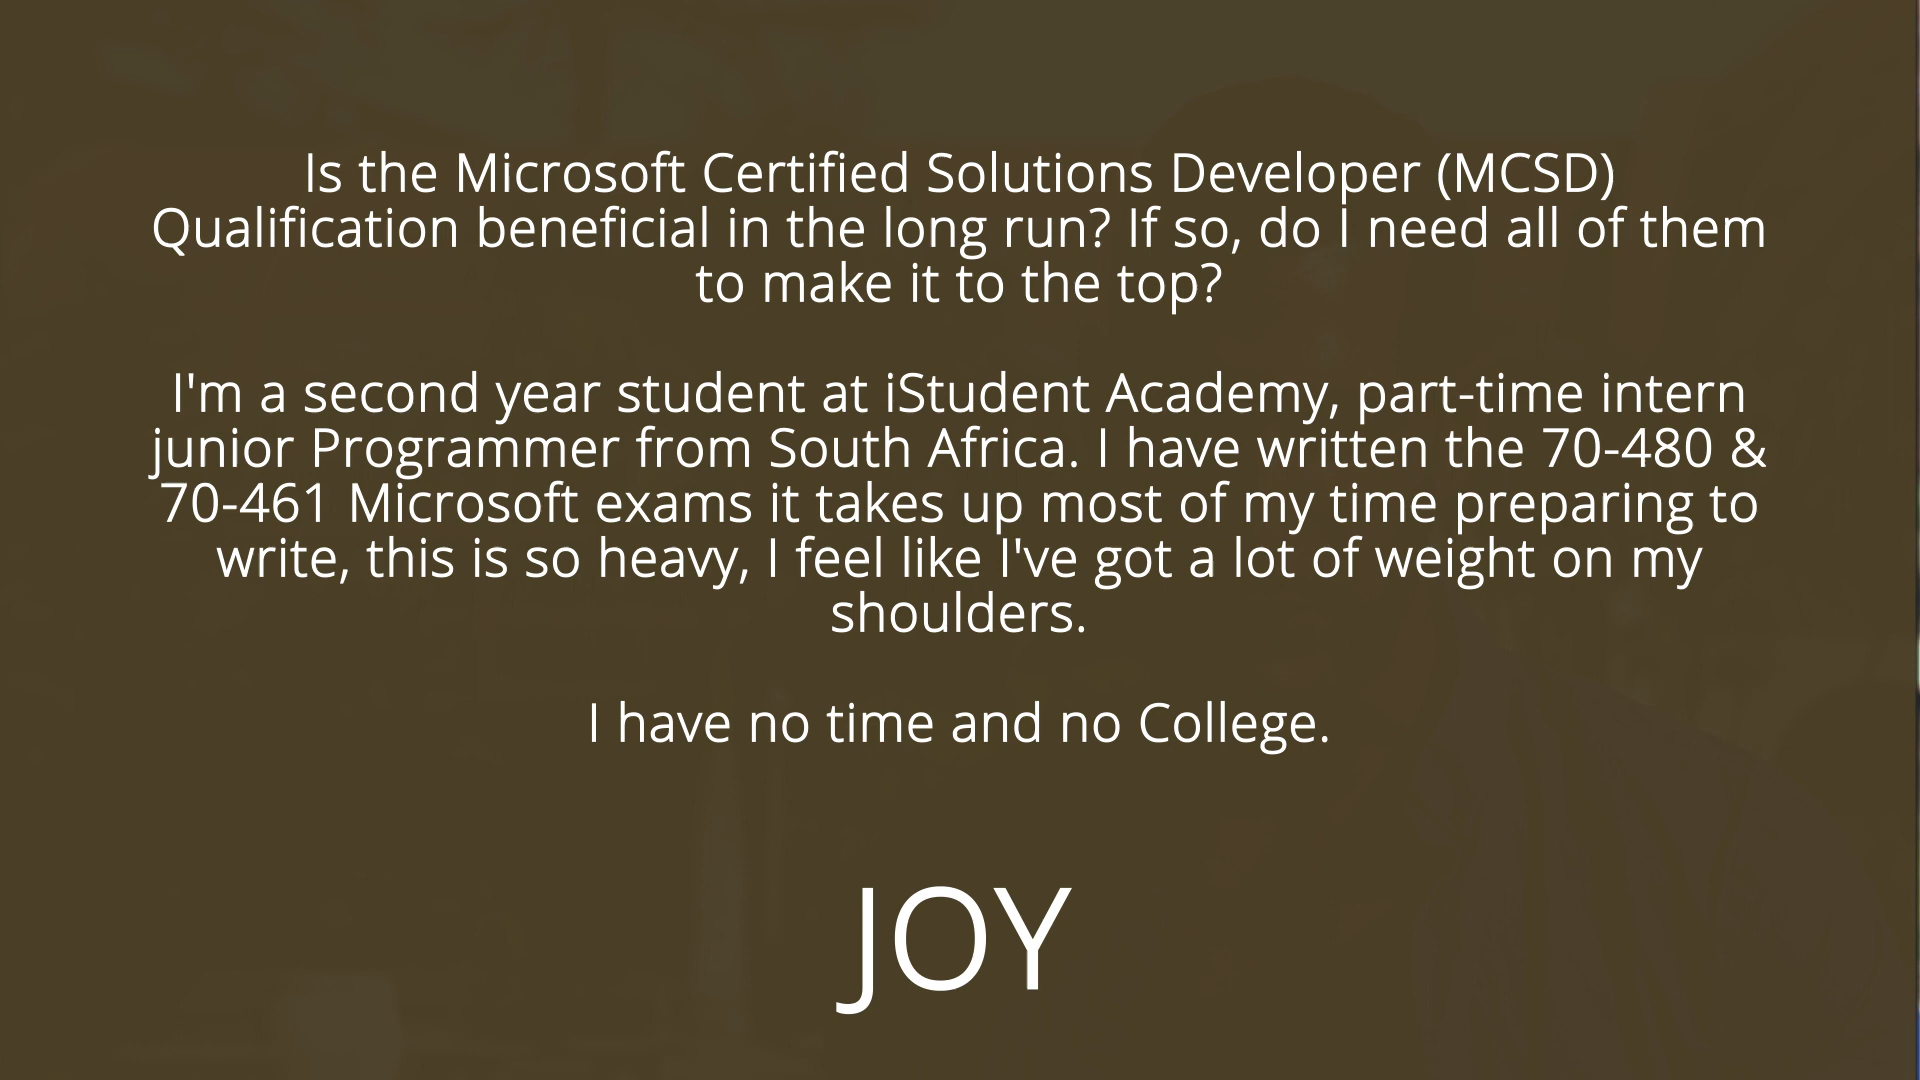 Is the Microsoft Certified Solutions Developer (MCSD)
Qualification beneficial in the long run? If so, do I need all of them
to make it to the top?
I'm a second year student at iStudent Academy, part-time intern
junior Programmer from South Africa. I have written the 70-480 &
70-461 Microsoft exams it takes up most of my time preparing to
write, this is so heavy, I feel like I've got a lot of weight on my
shoulders.
I have no time and no College.
JOY